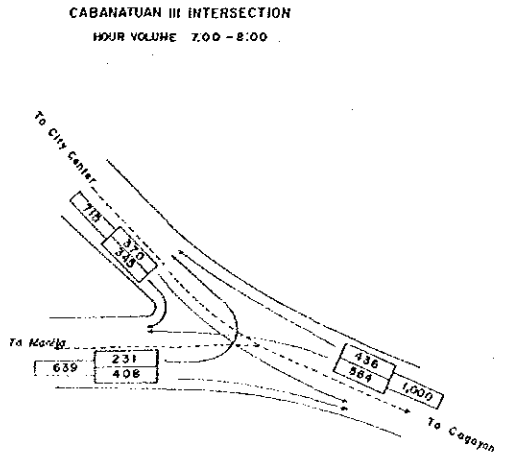 CABANATUAN III INTERSECTION
HOUR VOLUME 7.00 - 8:00
To City Center
715
370
345
To Manila
639
231
408
436
564
1,000
To Cagayan